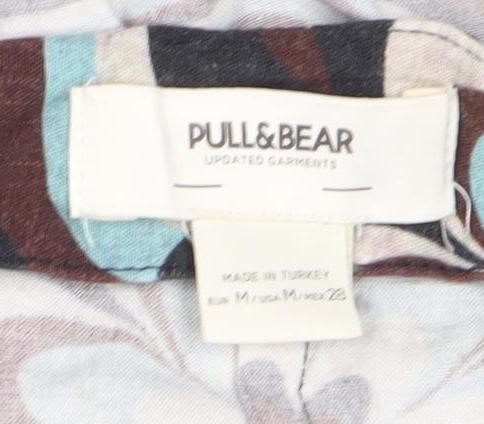 PULL&BEAR
UPDATED GARMENTS
MADE IN TURKEY
EUR M/USA M/MEX 28